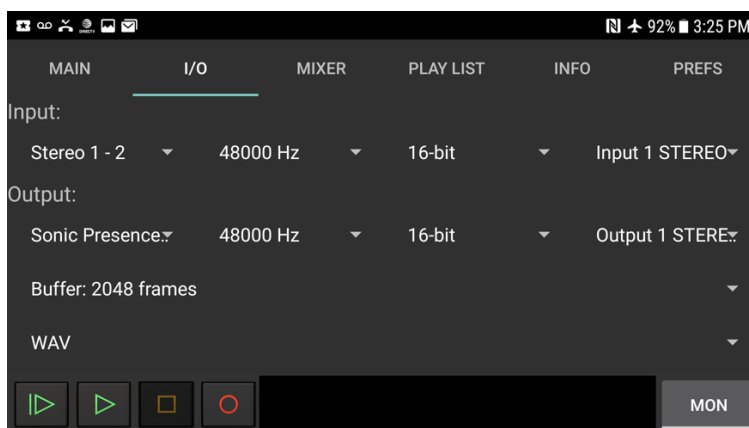 DIRECTV N 92% 3:25 PM
MAIN I/O MIXER PLAY LIST INFO PREFS
Input:
Stereo 1 - 2 48000 Hz 16-bit Input 1 STEREO
Output:
Sonic Presence.. 48000 Hz 16-bit Output 1 STERE..
Buffer: 2048 frames
WAV
MON